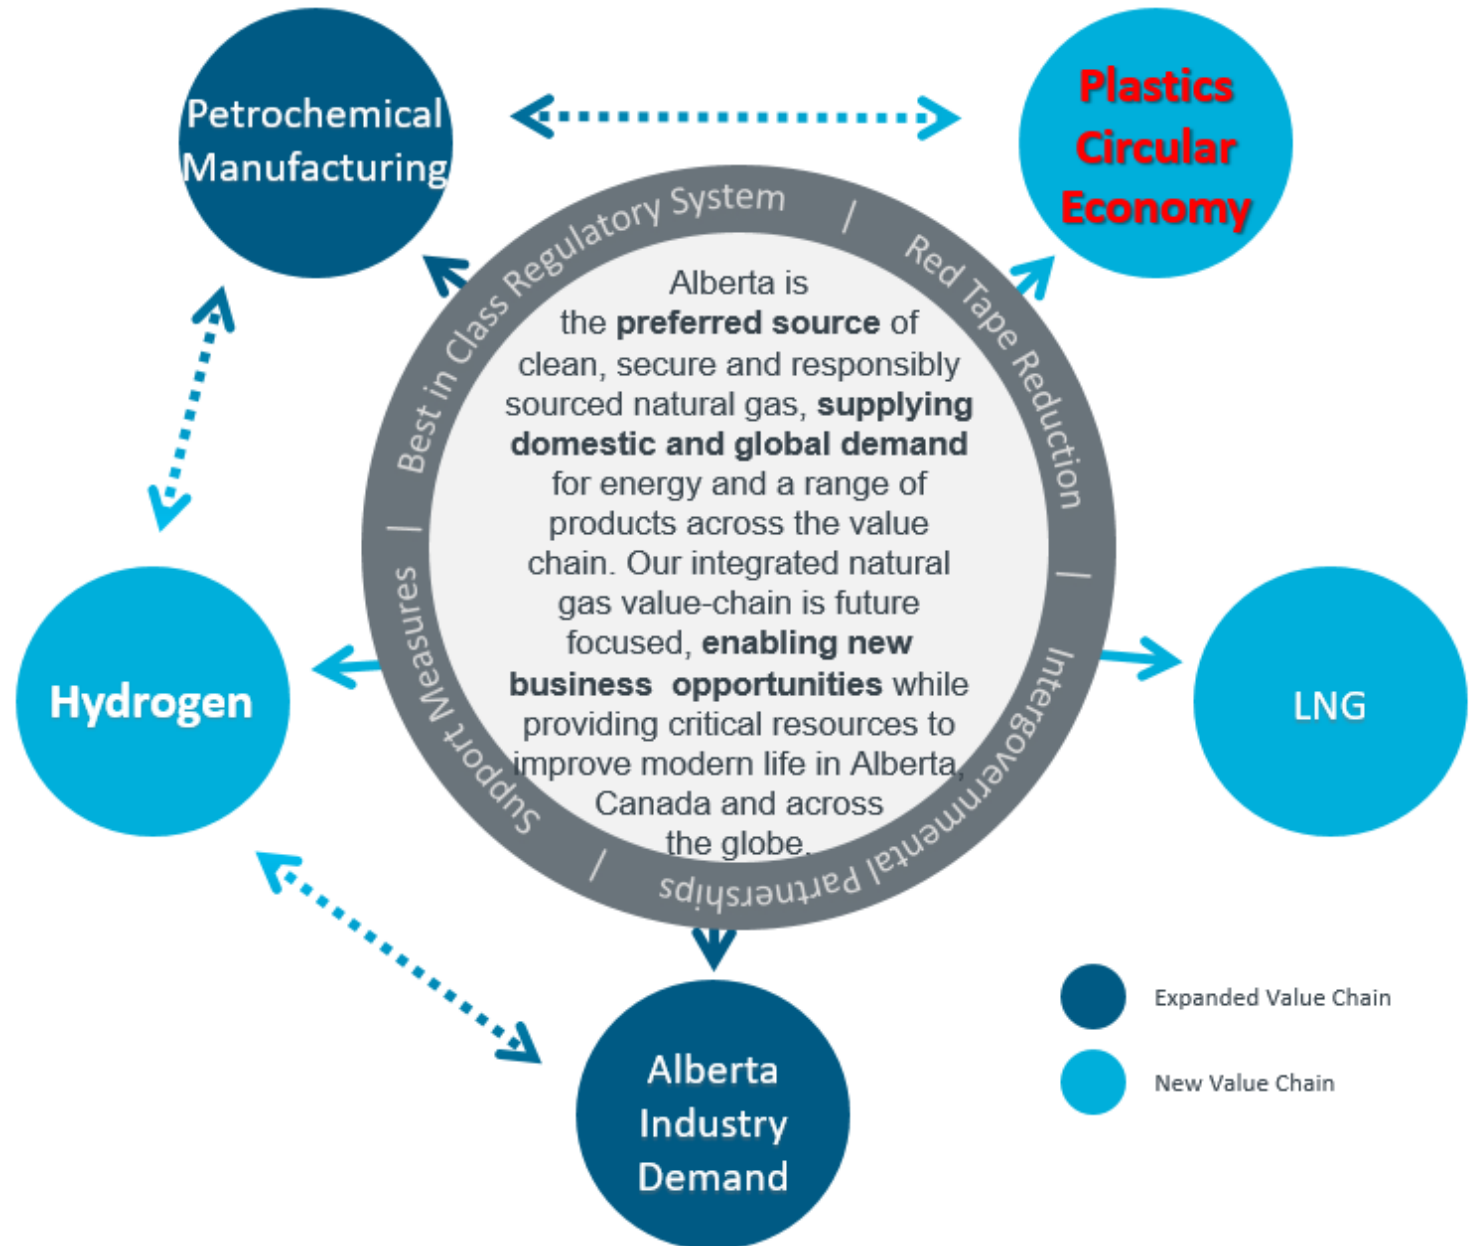 Petrochemical
Manufacturing
Plastics
Circular
Economy
Best in Class Regulatory System | Red Tape Reduction | Intergovernmental Partnerships | Support Measures |
Alberta is
the preferred source of
clean, secure and responsibly
sourced natural gas, supplying
domestic and global demand
for energy and a range of
products across the value
chain. Our integrated natural
gas value-chain is future
focused, enabling new
business  opportunities while
providing critical resources to
improve modern life in Alberta,
Canada and across
the globe.
Hydrogen
LNG
Alberta
Industry
Demand
Expanded Value Chain
New Value Chain